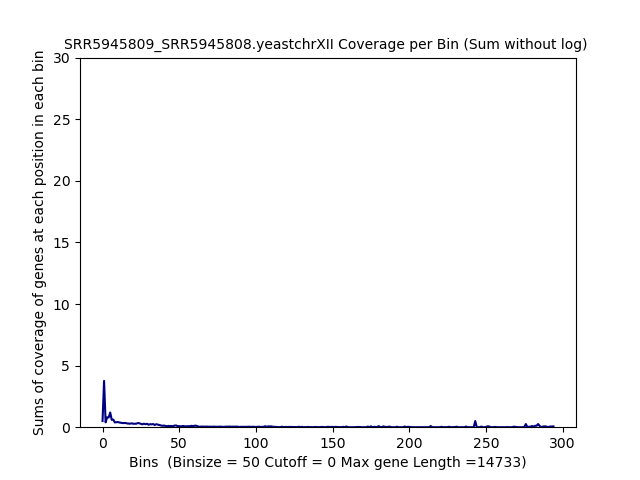 SRR5945809_SRR5945808.yeastchrXII Coverage per Bin (Sum without log)
Sums of coverage of genes at each position in each bin
30
25
20
15
10
5
0
0 50 100 150 200 250 300
Bins  (Binsize = 50 Cutoff = 0 Max gene Length =14733)